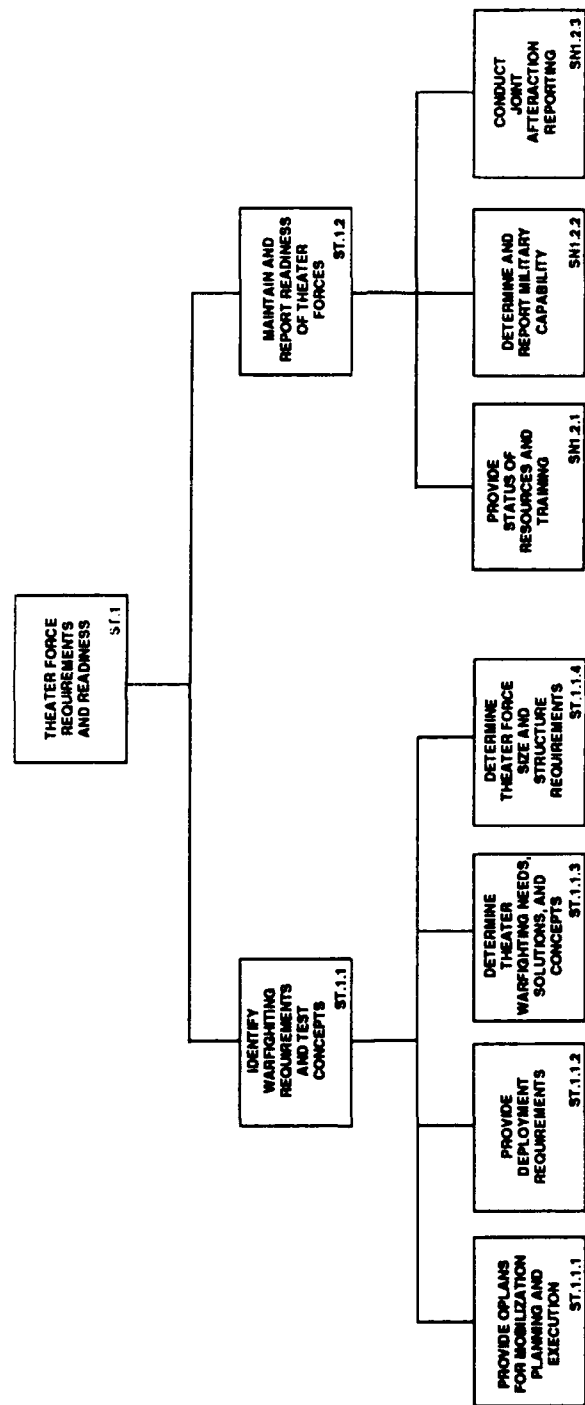 THEATER FORCE
REQUIREMENTS
AND READINESS
ST.1
IDENTIFY
WARFIGHTING
REQUIREMENTS
AND TEST
CONCEPTS
ST.1.1
MAINTAIN AND
REPORT READINESS
OF THEATER
FORCES
ST.1.2
PROVIDE OPLANS
FOR MOBILIZATION
PLANNING AND
EXECUTION
ST.1.1.1
PROVIDE
DEPLOYMENT
REQUIREMENTS
ST.1.1.2
DETERMINE
THEATER
WARFIGHTING NEEDS,
SOLUTIONS, AND
CONCEPTS
ST.1.1.3
DETERMINE
THEATER FORCE
SIZE AND
STRUCTURE
REQUIREMENTS
ST.1.1.4
PROVIDE
STATUS OF
RESOURCES AND
TRAINING
SN1.2.1
DETERMINE AND
REPORT MILITARY
CAPABILITY
SN1.2.2
CONDUCT
JOINT
AFTERACTION
REPORTING
SN1.2.3